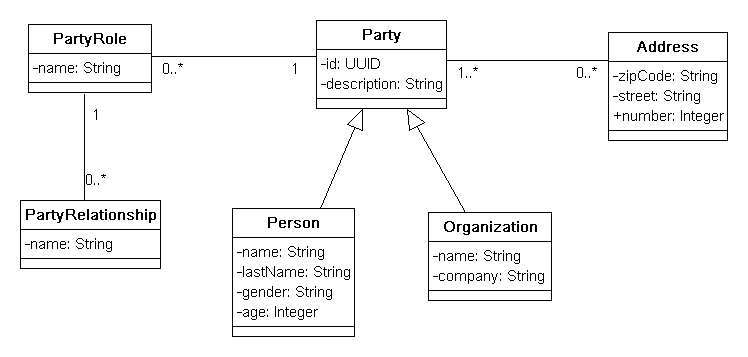 PartyRole
-name: String
0..*
1
Party
-id: UUID
-description: String
1..*
0..*
Address
-zipCode: String
-street: String
+number: Integer
1
0..*
PartyRelationship
-name: String
Person
-name: String
-lastName: String
-gender: String
-age: Integer
Organization
-name: String
-company: String